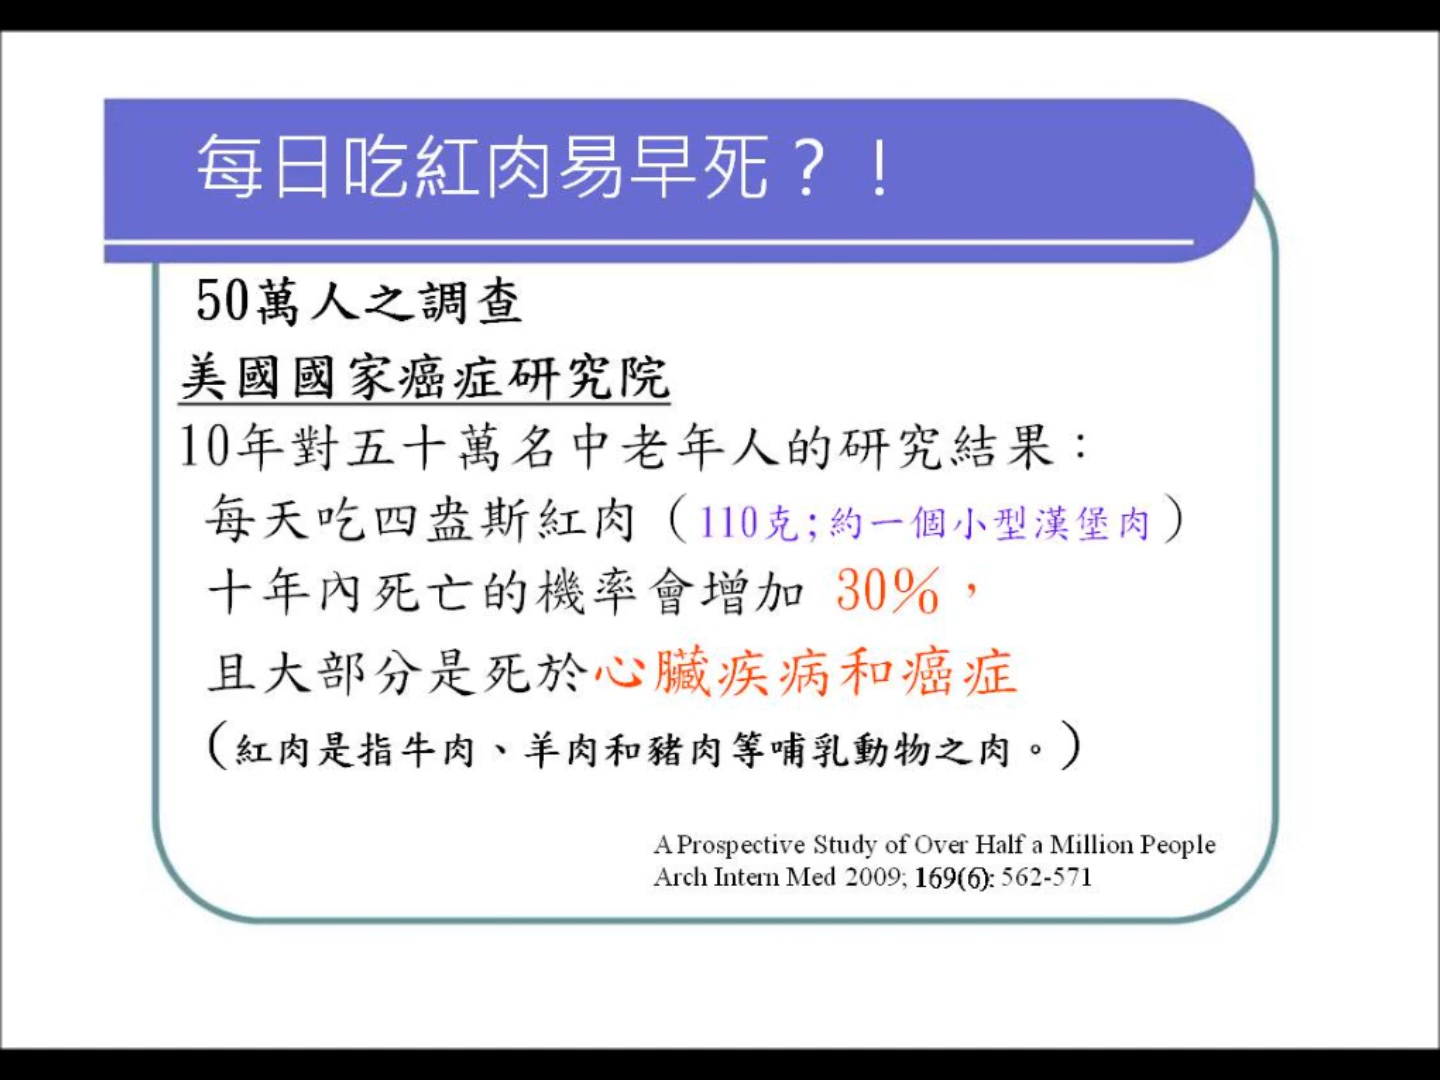 每日吃紅肉易早死？！
50萬人之調查
美國國家癌症研究院
10年對五十萬名中老年人的研究結果：
每天吃四盎斯紅肉（110克;約一個小型漢堡肉）
十年內死亡的機率會增加 30%，
且大部分是死於心臟疾病和癌症
（紅肉是指牛肉、羊肉和豬肉等哺乳動物之肉。）
A Prospective Study of Over Half a Million People
Arch Intern Med 2009; 169(6): 562-571